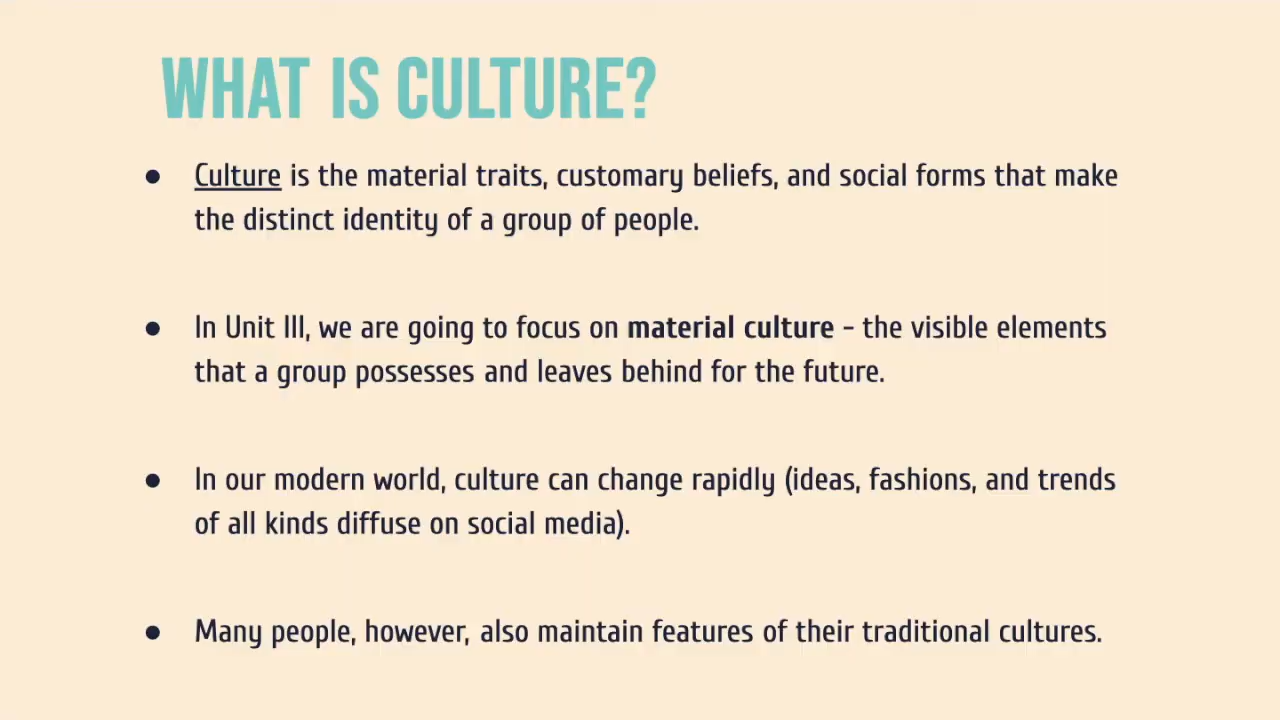 WHAT IS CULTURE?
● Culture is the material traits, customary beliefs, and social forms that make
the distinct identity of a group of people.
● In Unit III, we are going to focus on material culture - the visible elements
that a group possesses and leaves behind for the future.
● In our modern world, culture can change rapidly (ideas, fashions, and trends
of all kinds diffuse on social media).
● Many people, however, also maintain features of their traditional cultures.